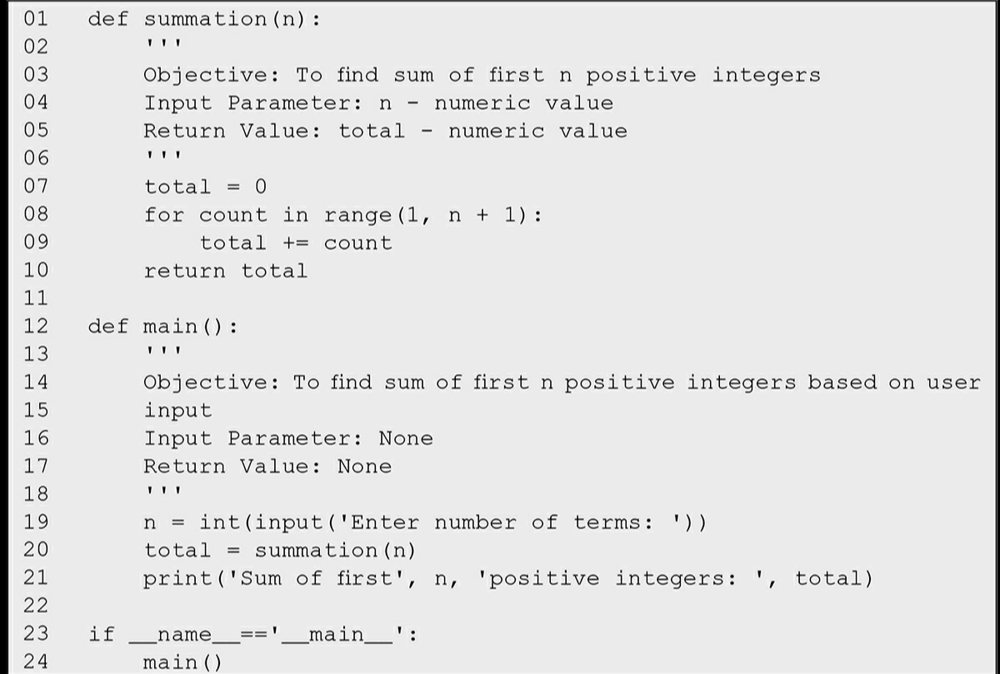 01 def summation(n):
02     '''
03     Objective: To find sum of first n positive integers
04     Input Parameter: n - numeric value
05     Return Value: total - numeric value
06     '''
07     total = 0
08     for count in range(1, n + 1):
09         total += count
10     return total
11
12 def main():
13     '''
14     Objective: To find sum of first n positive integers based on user
15     input
16     Input Parameter: None
17     Return Value: None
18     '''
19     n = int(input('Enter number of terms: '))
20     total = summation(n)
21     print('Sum of first', n, 'positive integers: ', total)
22
23 if __name__=='__main__':
24     main()